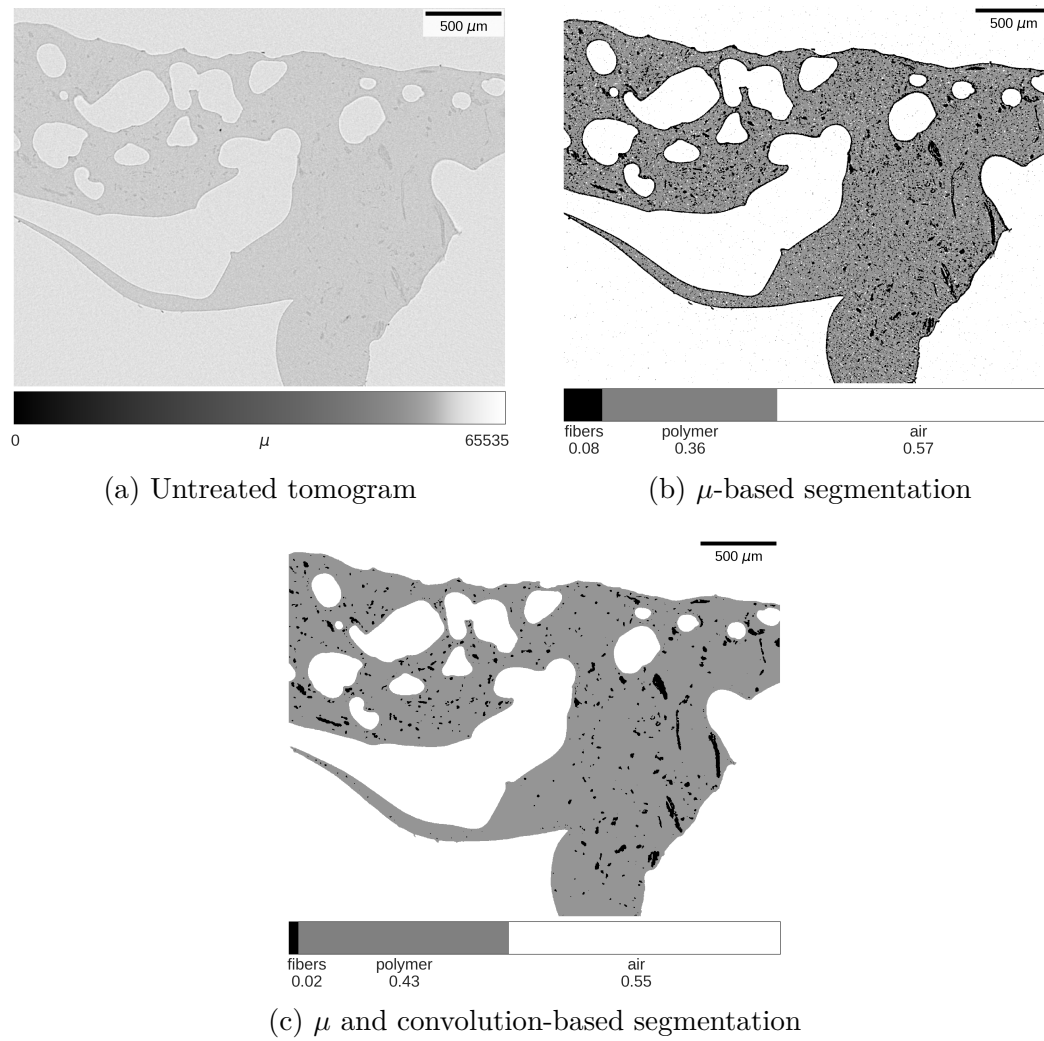 500 μm
500 μm
0 μ 65535
fibers polymer air
0.08 0.36 0.57
(a) Untreated tomogram
(b) μ-based segmentation
500 μm
fibers polymer air
0.02 0.43 0.55
(c) μ and convolution-based segmentation